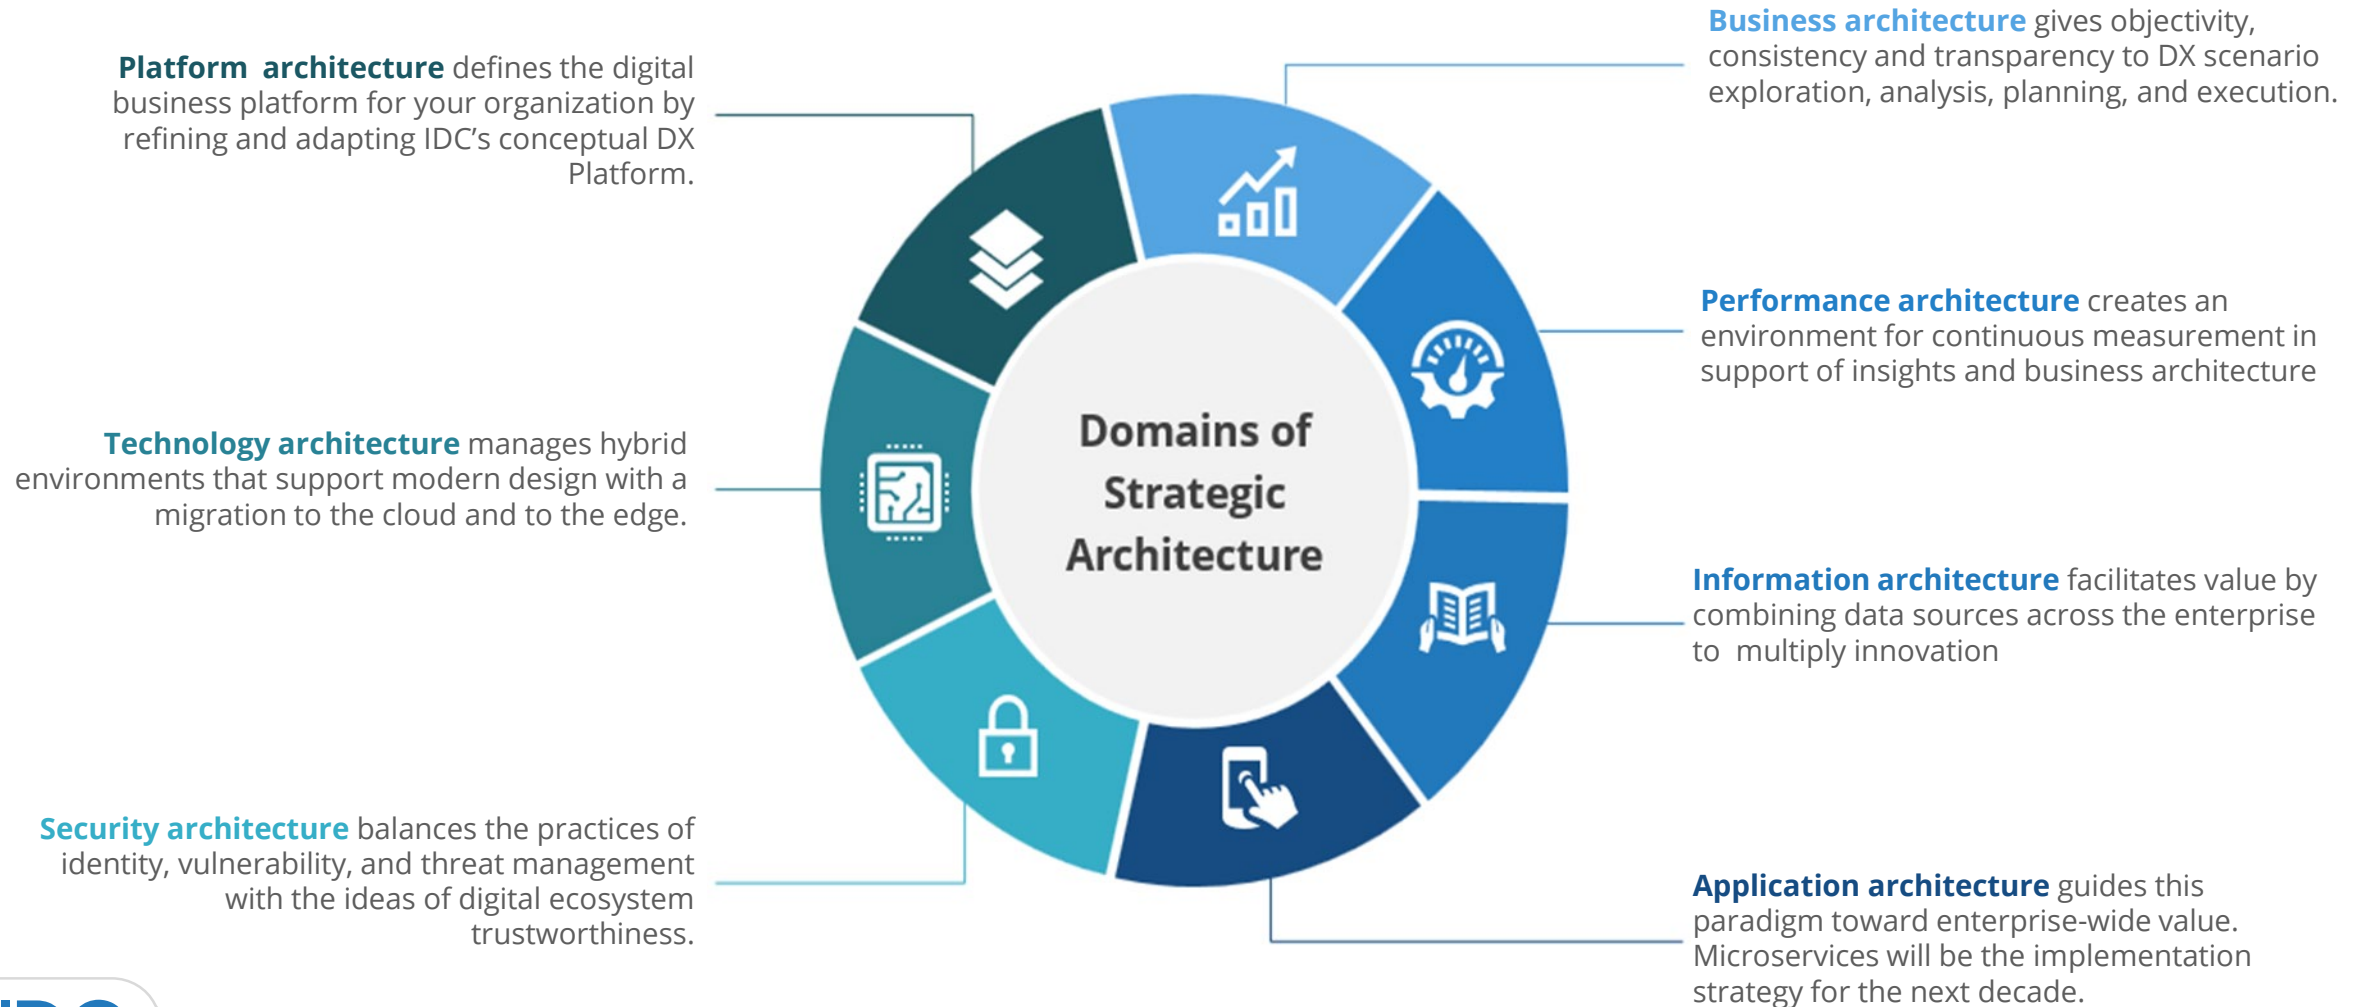 Platform  architecture defines the digital
business platform for your organization by
refining and adapting IDC’s conceptual DX
Platform.
Technology architecture manages hybrid
environments that support modern design with a
migration to the cloud and to the edge.
Security architecture balances the practices of
identity, vulnerability, and threat management
with the ideas of digital ecosystem
trustworthiness.
Domains of
Strategic
Architecture
Business architecture gives objectivity,
consistency and transparency to DX scenario
exploration, analysis, planning, and execution.
Performance architecture creates an
environment for continuous measurement in
support of insights and business architecture
Information architecture facilitates value by
combining data sources across the enterprise
to  multiply innovation
Application architecture guides this
paradigm toward enterprise-wide value.
Microservices will be the implementation
strategy for the next decade.